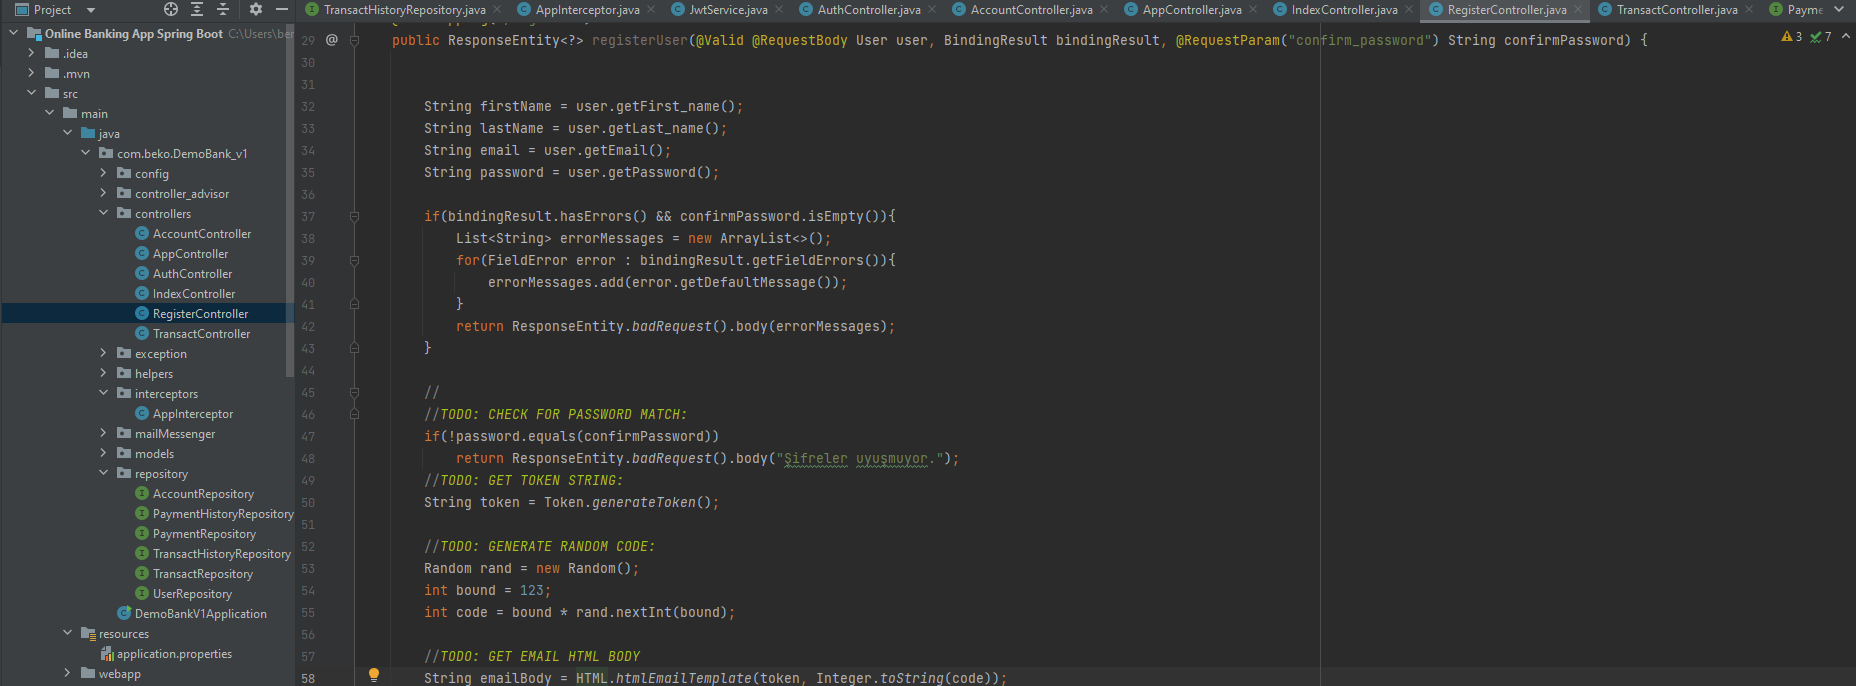 Project
TransactHistoryRepository.java AppInterceptor.java JwtService.java AuthController.java AccountController.java AppController.java IndexController.java RegisterController.java TransactController.java Payme
Online Banking App Spring Boot C:\Users\ber
.idea
.mvn
src
main
java
com.beko.DemoBank_v1
config
controller_advisor
controllers
AccountController
AppController
AuthController
IndexController
RegisterController
TransactController
exception
helpers
interceptors
AppInterceptor
mailMessenger
models
repository
AccountRepository
PaymentHistoryRepository
PaymentRepository
TransactHistoryRepository
TransactRepository
UserRepository
DemoBankV1Application
resources
application.properties
webapp
29 @ public ResponseEntity<?> registerUser(@Valid @RequestBody User user, BindingResult bindingResult, @RequestParam("confirm_password") String confirmPassword) { 3 7
30
31
32 String firstName = user.getFirst_name();
33 String lastName = user.getLast_name();
34 String email = user.getEmail();
35 String password = user.getPassword();
36
37 if(bindingResult.hasErrors() && confirmPassword.isEmpty()){
38 List<String> errorMessages = new ArrayList<>();
39 for(FieldError error : bindingResult.getFieldErrors()){
40 errorMessages.add(error.getDefaultMessage());
41 }
42 return ResponseEntity.badRequest().body(errorMessages);
43 }
44
45 //
46 //TODO: CHECK FOR PASSWORD MATCH:
47 if(!password.equals(confirmPassword))
48 return ResponseEntity.badRequest().body("Şifreler uyuşmuyor.");
49 //TODO: GET TOKEN STRING:
50 String token = Token.generateToken();
51
52 //TODO: GENERATE RANDOM CODE:
53 Random rand = new Random();
54 int bound = 123;
55 int code = bound * rand.nextInt(bound);
56
57 //TODO: GET EMAIL HTML BODY
58 String emailBody = HTML.htmlEmailTemplate(token, Integer.toString(code));